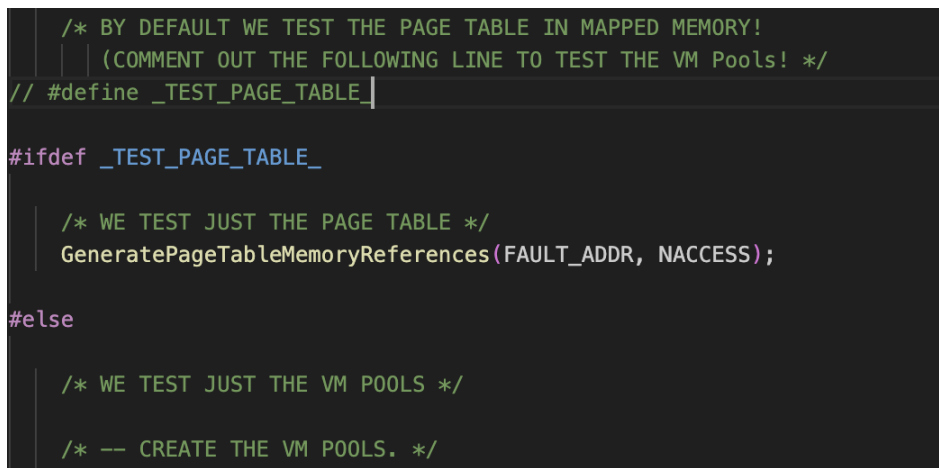 /* BY DEFAULT WE TEST THE PAGE TABLE IN MAPPED MEMORY!
(COMMENT OUT THE FOLLOWING LINE TO TEST THE VM Pools! */
// #define _TEST_PAGE_TABLE_
#ifdef _TEST_PAGE_TABLE_
/* WE TEST JUST THE PAGE TABLE */
GeneratePageTableMemoryReferences(FAULT_ADDR, NACCESS);
#else
/* WE TEST JUST THE VM POOLS */
/* -- CREATE THE VM POOLS. */